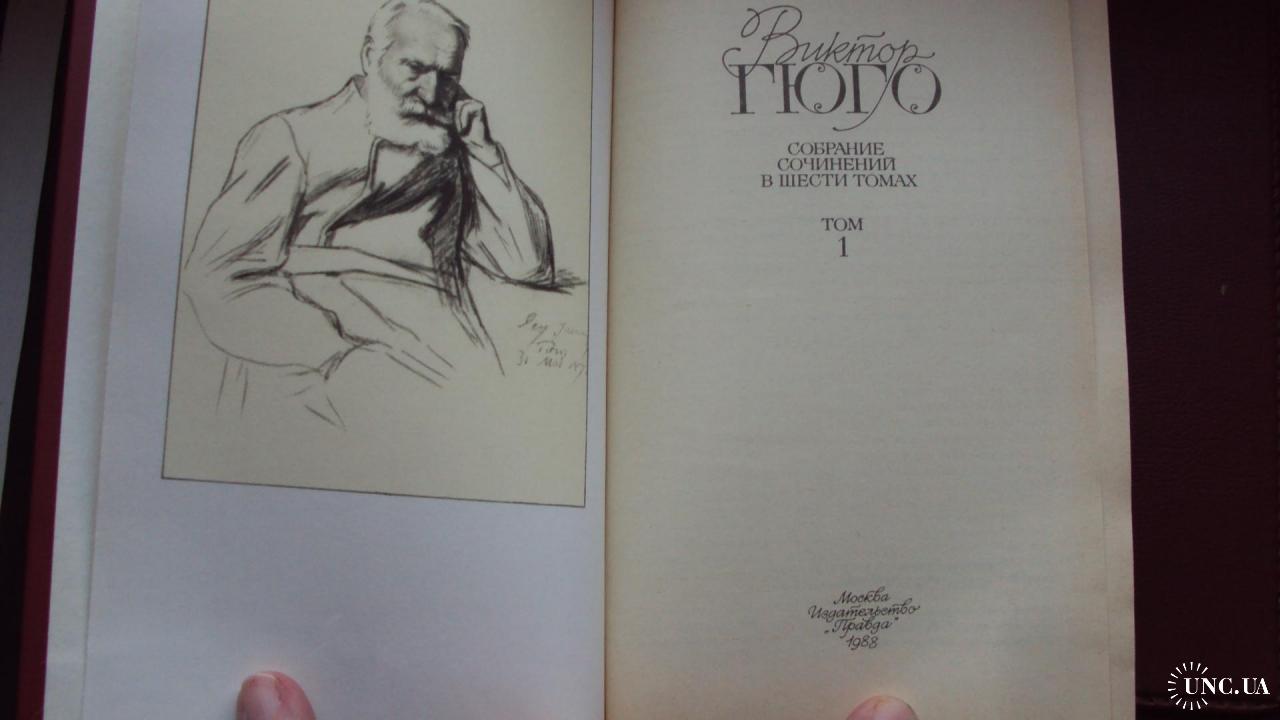 Виктор
ГЮГО
СОБРАНИЕ
СОЧИНЕНИЙ
В ШЕСТИ ТОМАХ
ТОМ
1
Москва
Издательство
"Правда"
1988
UNC.UA